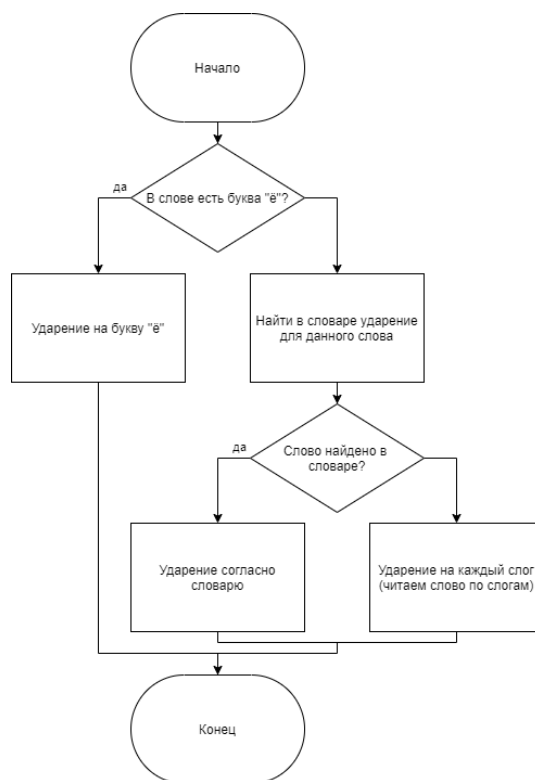 Начало
да
В слове есть буква "ё"?
Ударение на букву "ё"
Найти в словаре ударение
для данного слова
да
Слово найдено в
словаре?
Ударение согласно
словарю
Ударение на каждый слог
(читаем слово по слогам)
Конец